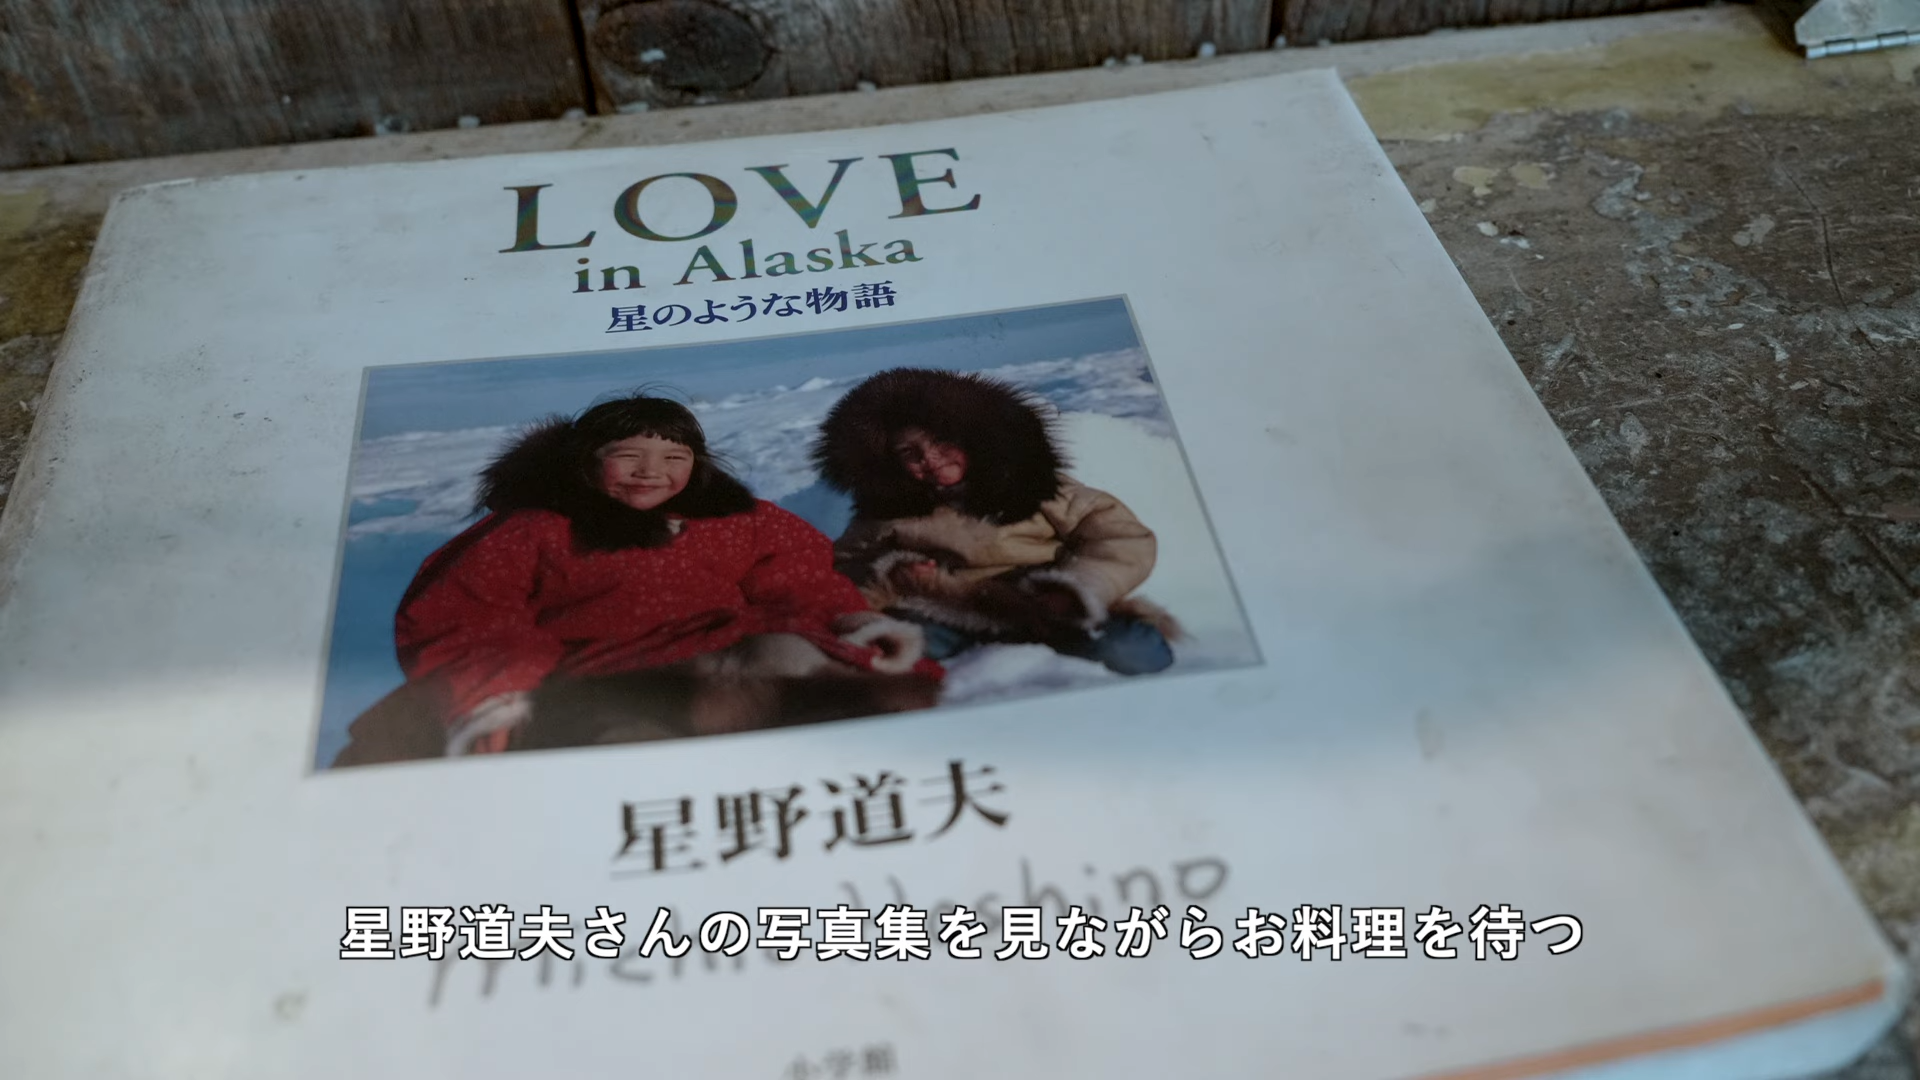 LOVE
in Alaska
星のような物語
星野道夫
Michio Hoshino
星野道夫さんの写真集を見ながらお料理を待つ
小学館